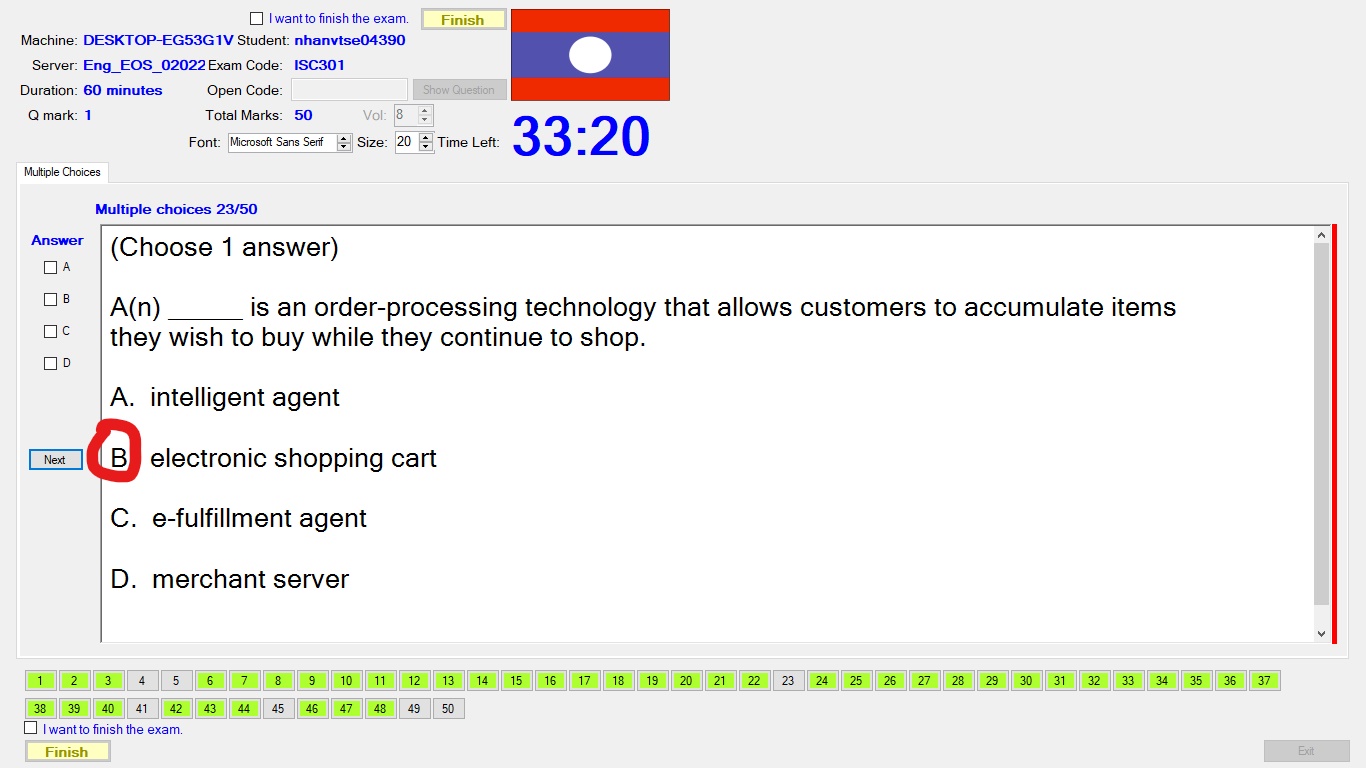 I want to finish the exam.
Finish
Machine: DESKTOP-EG53G1V Student: nhanvtse04390
Server: Eng_EOS_02022 Exam Code: ISC301
Duration: 60 minutes Open Code: Show Question
Q mark: 1 Total Marks: 50 Vol: 8
Font: Microsoft Sans Serif Size: 20 Time Left: 33:20
Multiple Choices
Multiple choices 23/50
Answer
A
B
C
D
Next
(Choose 1 answer)
A(n) _____ is an order-processing technology that allows customers to accumulate items
they wish to buy while they continue to shop.
A. intelligent agent
B electronic shopping cart
C. e-fulfillment agent
D. merchant server
1 2 3 4 5 6 7 8 9 10 11 12 13 14 15 16 17 18 19 20 21 22 23 24 25 26 27 28 29 30 31 32 33 34 35 36 37
38 39 40 41 42 43 44 45 46 47 48 49 50
I want to finish the exam.
Finish
Exit